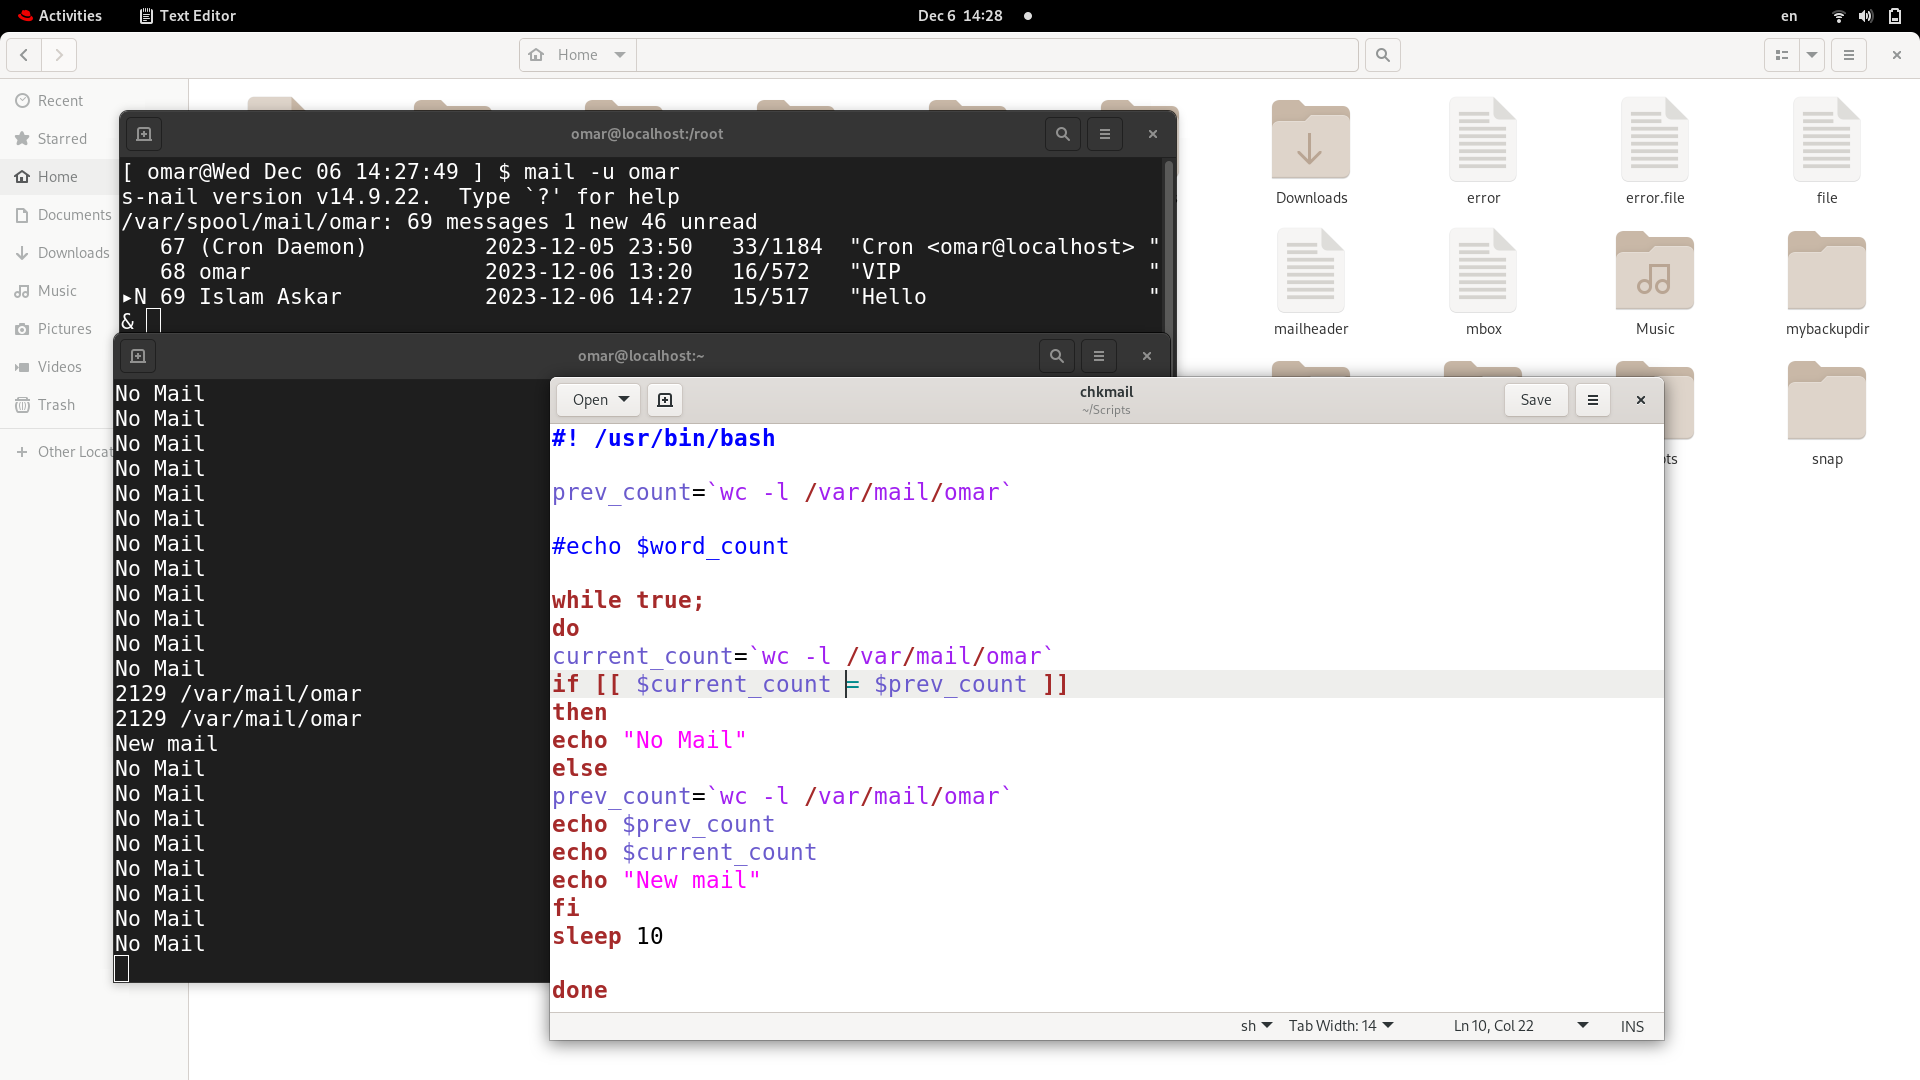 Activities
Text Editor
Dec 6 14:28
en
Home
Recent
Starred
Home
Documents
Downloads
Music
Pictures
Videos
Trash
+ Other Locat
Downloads
error
error.file
file
mailheader
mbox
Music
mybackupdir
ots
snap
omar@localhost:/root
[ omar@Wed Dec 06 14:27:49 ] $ mail -u omar
s-nail version v14.9.22.  Type `?' for help
/var/spool/mail/omar: 69 messages 1 new 46 unread
67 (Cron Daemon) 2023-12-05 23:50 33/1184 "Cron <omar@localhost> "
68 omar 2023-12-06 13:20 16/572 "VIP "
▸N 69 Islam Askar 2023-12-06 14:27 15/517 "Hello "
&
omar@localhost:~
No Mail
No Mail
No Mail
No Mail
No Mail
No Mail
No Mail
No Mail
No Mail
No Mail
No Mail
No Mail
2129 /var/mail/omar
2129 /var/mail/omar
New mail
No Mail
No Mail
No Mail
No Mail
No Mail
No Mail
No Mail
No Mail
Open
chkmail
~/Scripts
Save
#! /usr/bin/bash
prev_count=`wc -l /var/mail/omar`
#echo $word_count
while true;
do
current_count=`wc -l /var/mail/omar`
if [[ $current_count = $prev_count ]]
then
echo "No Mail"
else
prev_count=`wc -l /var/mail/omar`
echo $prev_count
echo $current_count
echo "New mail"
fi
sleep 10
done
sh
Tab Width: 14
Ln 10, Col 22
INS